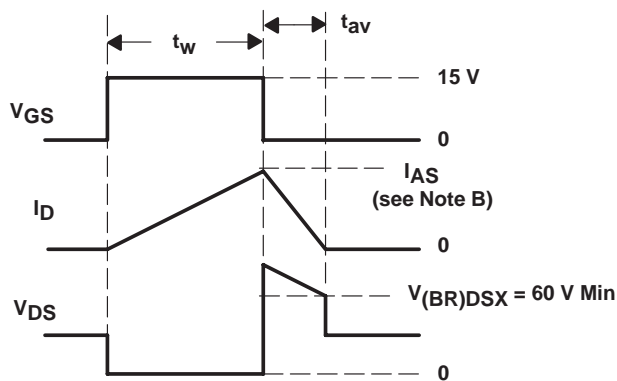 tw
tav
15 V
VGS
0
IAS
(see Note B)
ID
0
V(BR)DSX = 60 V Min
VDS
0